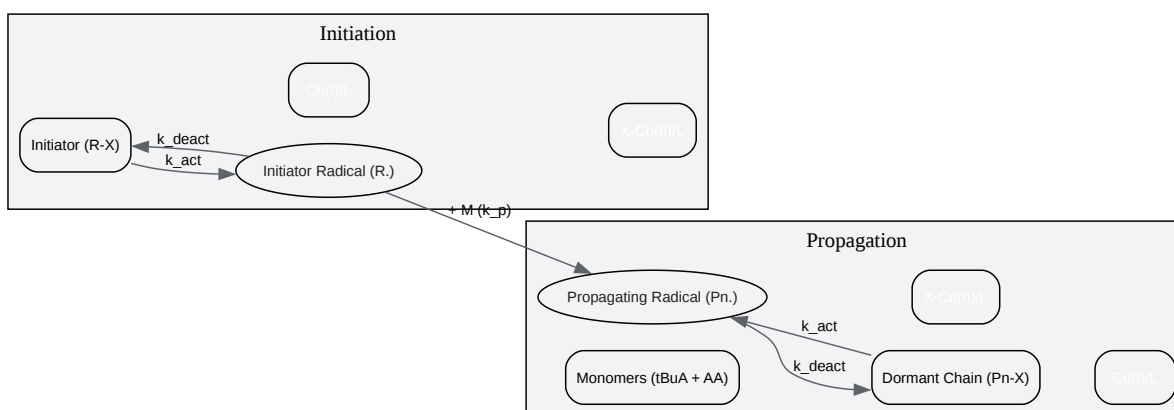 Initiation
Cu(I)/L
X-Cu(II)/L
Initiator (R-X)
k_deact
k_act
Initiator Radical (R.)
+ M (k_p)
Propagation
Propagating Radical (Pn.)
X-Cu(II)/L
k_act
k_deact
Monomers (tBuA + AA)
Dormant Chain (Pn-X)
Cu(I)/L